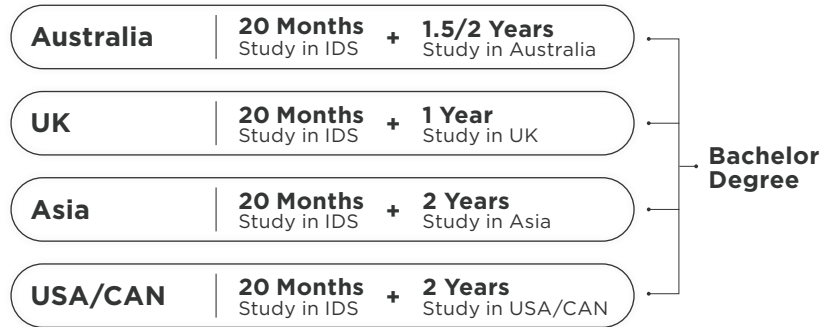 Australia
20 Months + 1.5/2 Years
Study in IDS Study in Australia
UK
20 Months + 1 Year
Study in IDS Study in UK
Bachelor
Degree
Asia
20 Months + 2 Years
Study in IDS Study in Asia
USA/CAN
20 Months + 2 Years
Study in IDS Study in USA/CAN